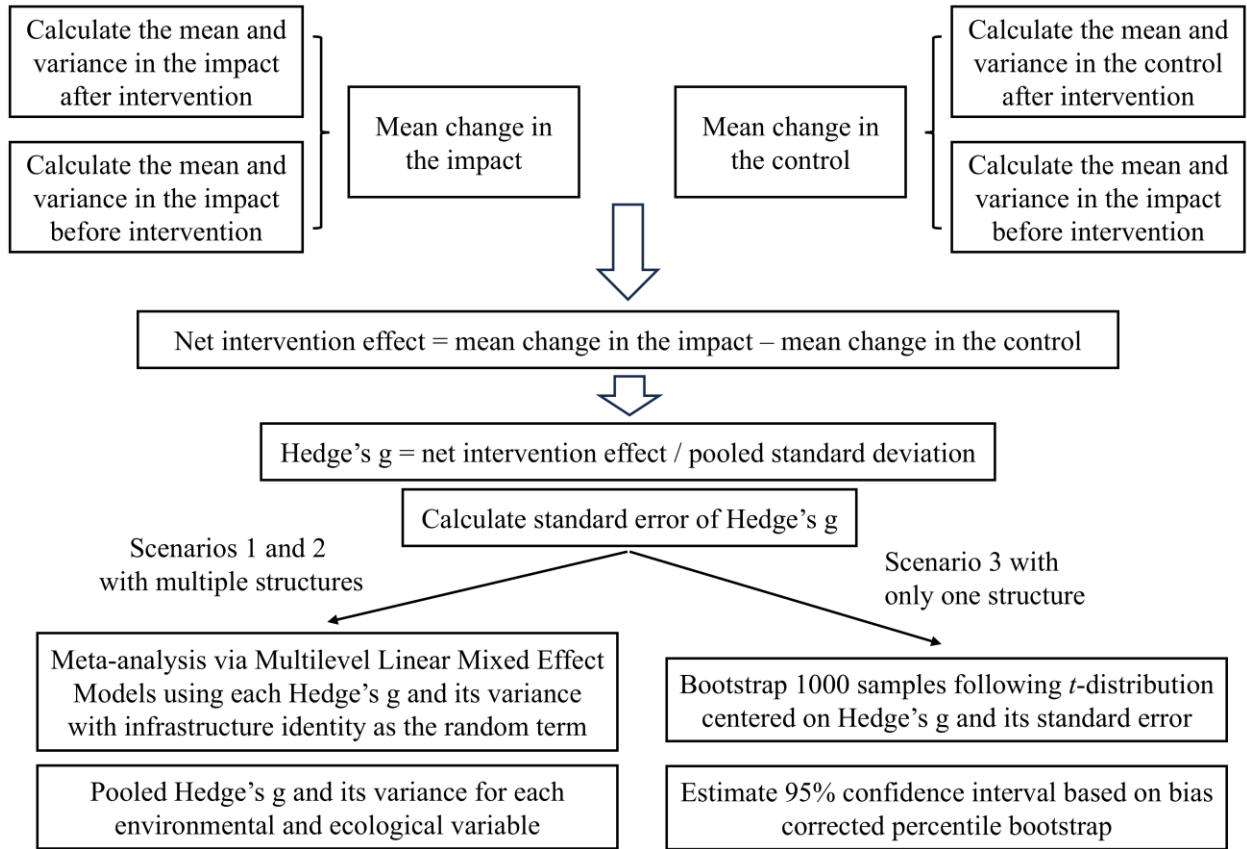 Calculate the mean and
variance in the impact
after intervention
Calculate the mean and
variance in the impact
before intervention
Mean change in
the impact
Mean change in
the control
Calculate the mean and
variance in the control
after intervention
Calculate the mean and
variance in the impact
before intervention
Net intervention effect = mean change in the impact – mean change in the control
Hedge’s g = net intervention effect / pooled standard deviation
Calculate standard error of Hedge’s g
Scenarios 1 and 2
with multiple structures
Scenario 3 with
only one structure
Meta-analysis via Multilevel Linear Mixed Effect
Models using each Hedge’s g and its variance
with infrastructure identity as the random term
Pooled Hedge’s g and its variance for each
environmental and ecological variable
Bootstrap 1000 samples following t-distribution
centered on Hedge’s g and its standard error
Estimate 95% confidence interval based on bias
corrected percentile bootstrap